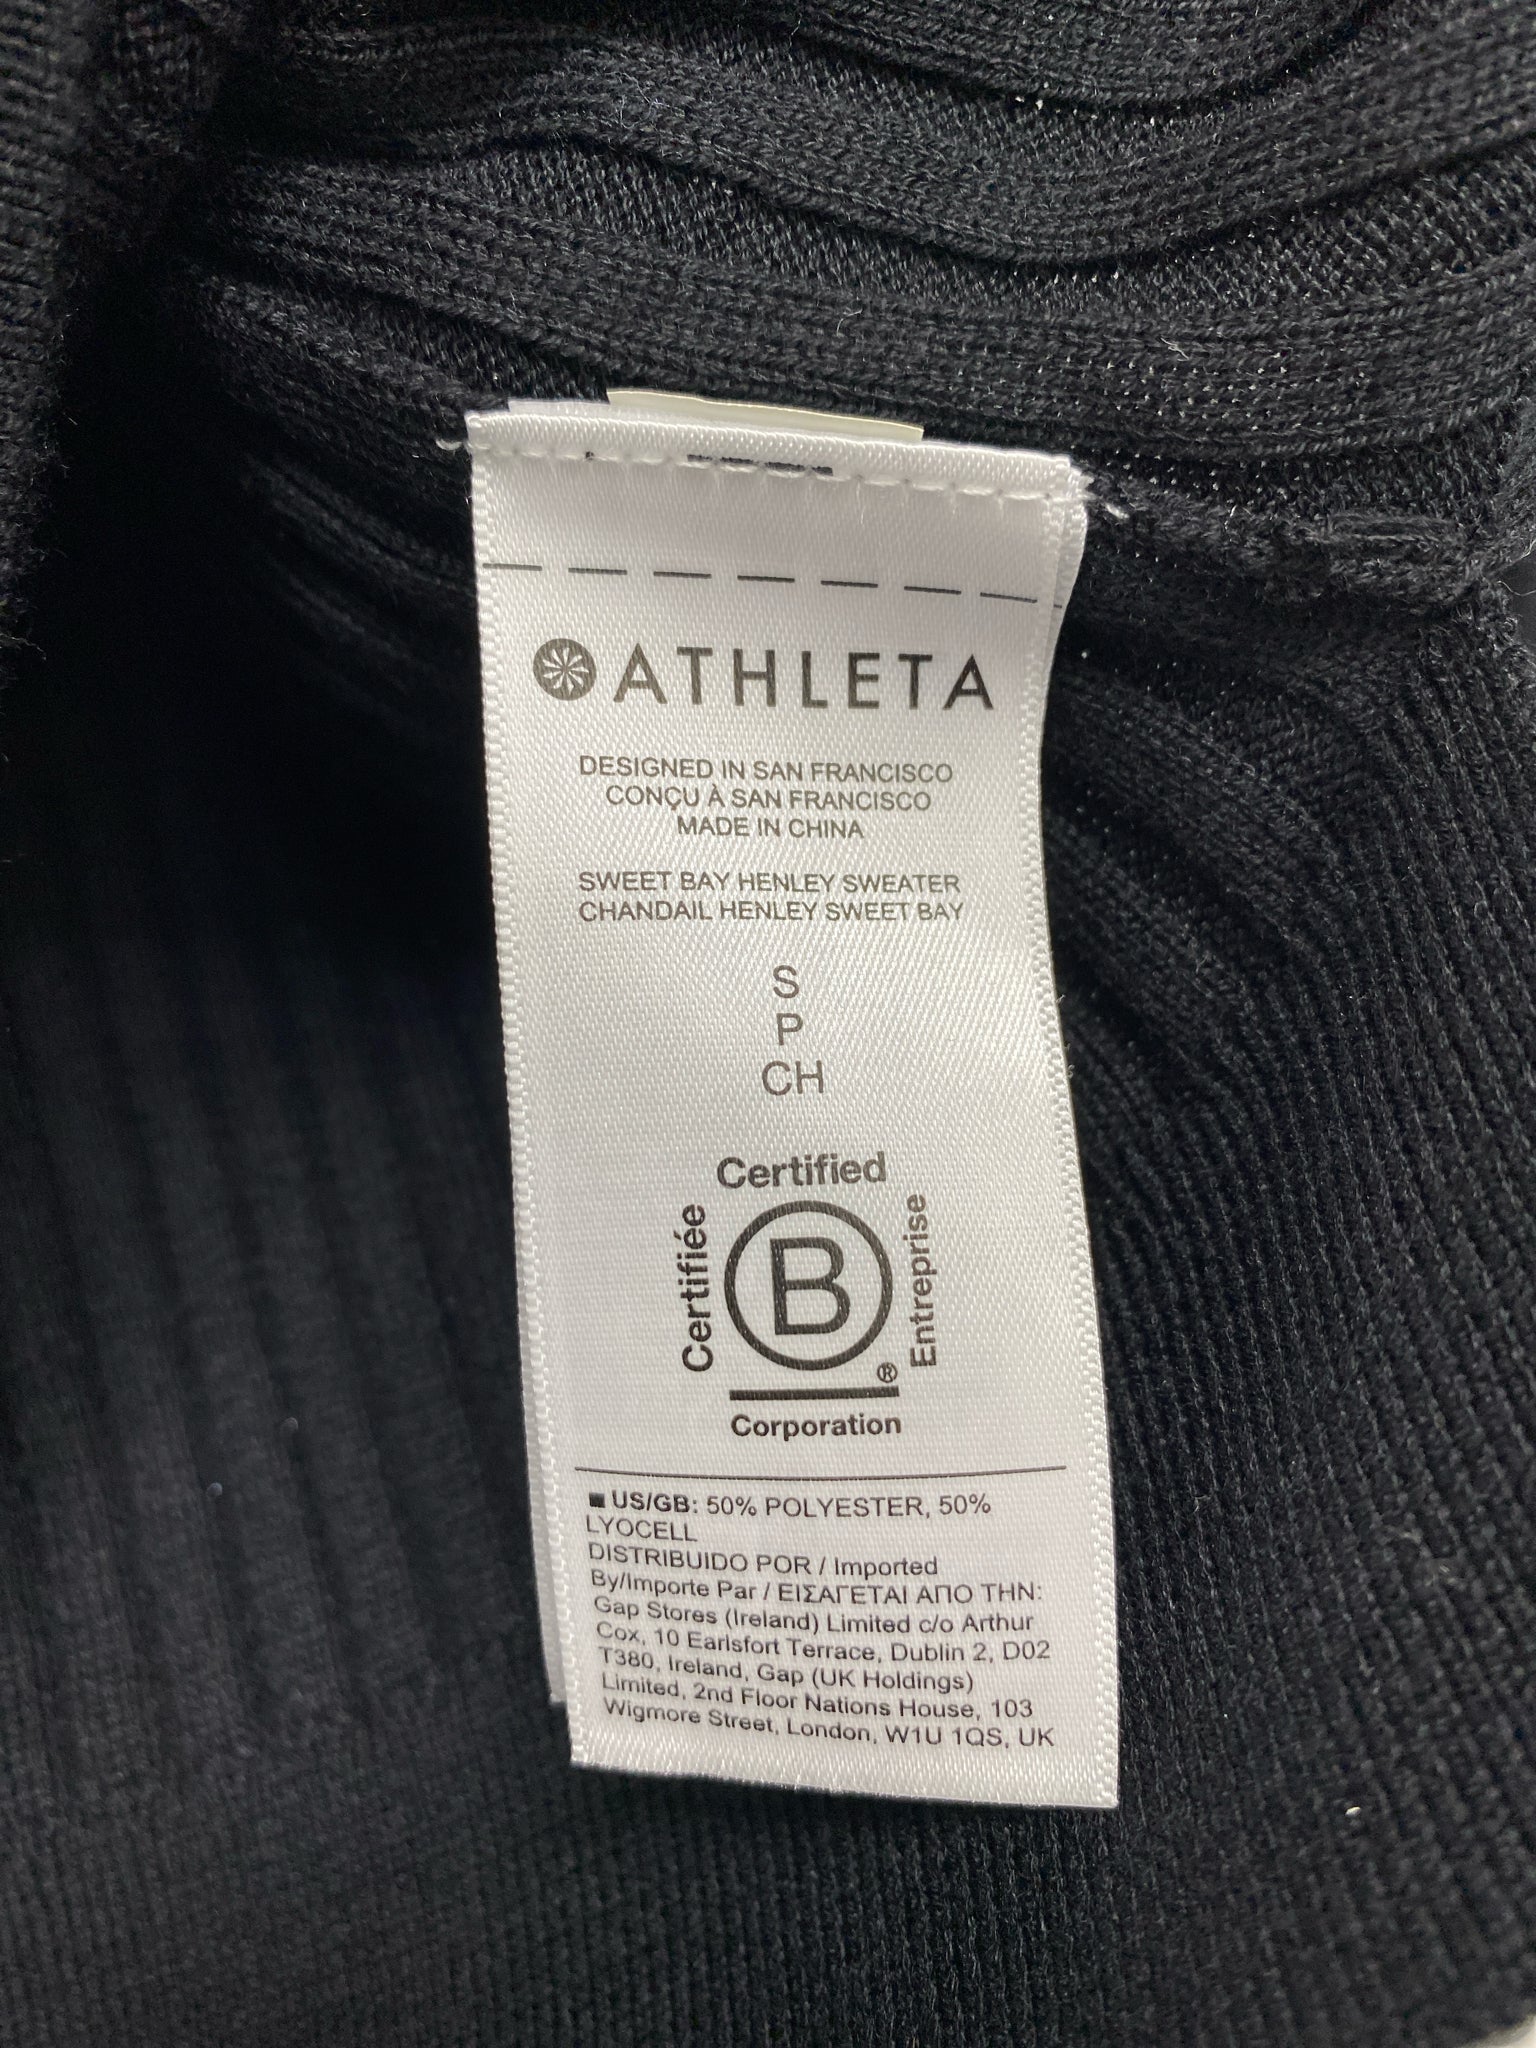 ATHLETA
DESIGNED IN SAN FRANCISCO
CONÇU À SAN FRANCISCO
MADE IN CHINA
SWEET BAY HENLEY SWEATER
CHANDAIL HENLEY SWEET BAY
S
P
CH
Certified
Certifiée
B
Entreprise
®
Corporation
■ US/GB: 50% POLYESTER, 50%
LYOCELL
DISTRIBUIDO POR / Imported
By/Importe Par / ΕΙΣΑΓΕΤΑΙ ΑΠΟ ΤΗΝ:
Gap Stores (Ireland) Limited c/o Arthur
Cox, 10 Earlsfort Terrace, Dublin 2, D02
T380, Ireland, Gap (UK Holdings)
Limited, 2nd Floor Nations House, 103
Wigmore Street, London, W1U 1QS, UK